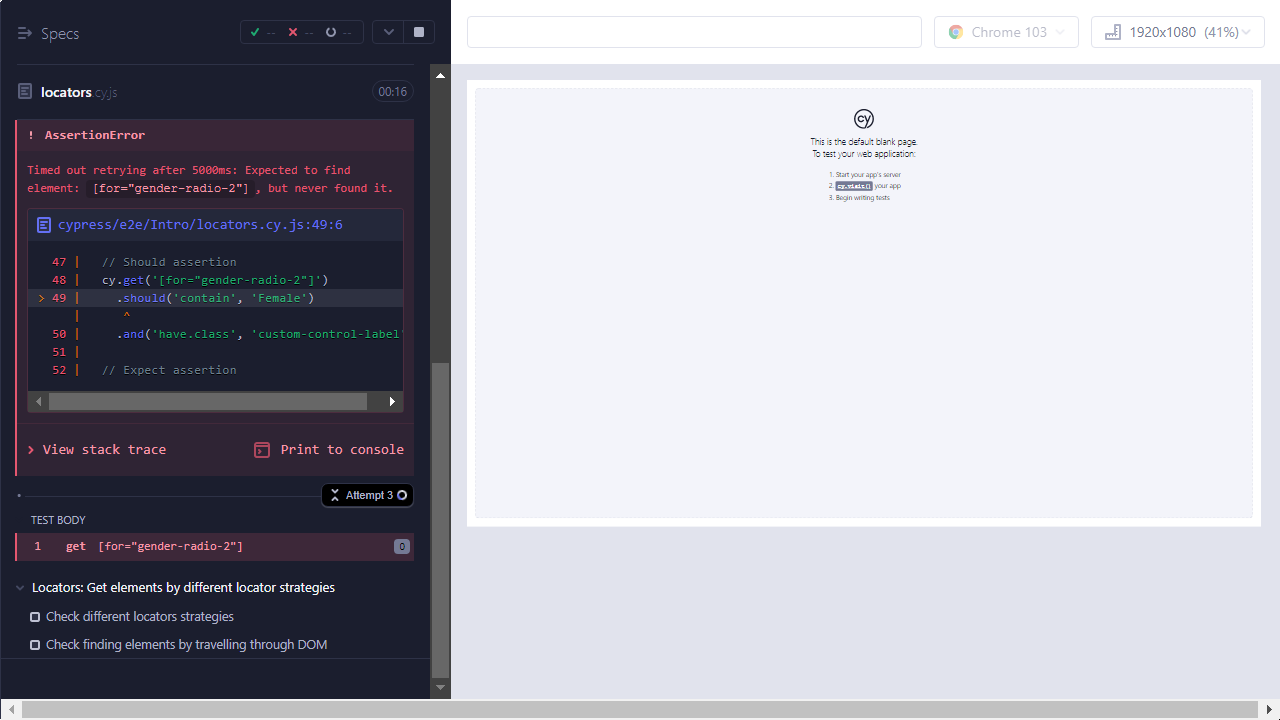 Specs
-- -- --
Chrome 103
1920x1080 (41%)
locators.cy.js
00:16
! AssertionError
Timed out retrying after 5000ms: Expected to find
element: [for="gender-radio-2"], but never found it.
cypress/e2e/Intro/locators.cy.js:49:6
47 | // Should assertion
48 | cy.get('[for="gender-radio-2"]')
> 49 | .should('contain', 'Female')
| ^
50 | .and('have.class', 'custom-control-label'
51 |
52 | // Expect assertion
View stack trace
Print to console
Attempt 3
TEST BODY
1 get [for="gender-radio-2"] 0
Locators: Get elements by different locator strategies
Check different locators strategies
Check finding elements by travelling through DOM
cy
This is the default blank page.
To test your web application:
1. Start your app's server
2. cy.visit() your app
3. Begin writing tests